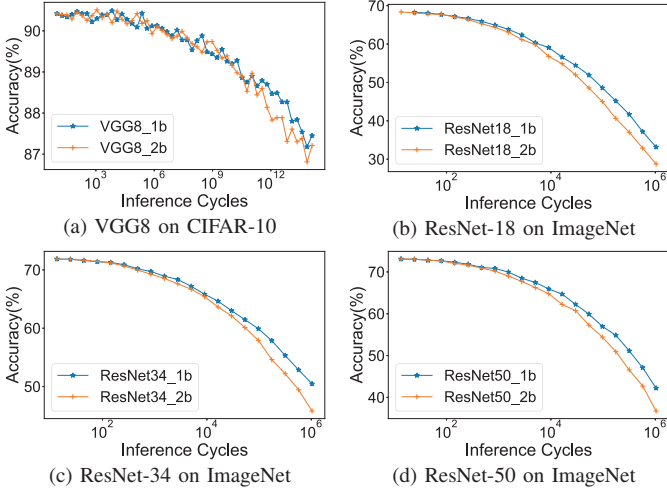 Accuracy(%)
90
89
88
87
VGG8_1b
VGG8_2b
10^3 10^6 10^9 10^12
Inference Cycles
(a) VGG8 on CIFAR-10
Accuracy(%)
70
60
50
40
30
ResNet18_1b
ResNet18_2b
10^2 10^4 10^6
Inference Cycles
(b) ResNet-18 on ImageNet
Accuracy(%)
70
60
50
ResNet34_1b
ResNet34_2b
10^2 10^4 10^6
Inference Cycles
(c) ResNet-34 on ImageNet
Accuracy(%)
70
60
50
40
ResNet50_1b
ResNet50_2b
10^2 10^4 10^6
Inference Cycles
(d) ResNet-50 on ImageNet